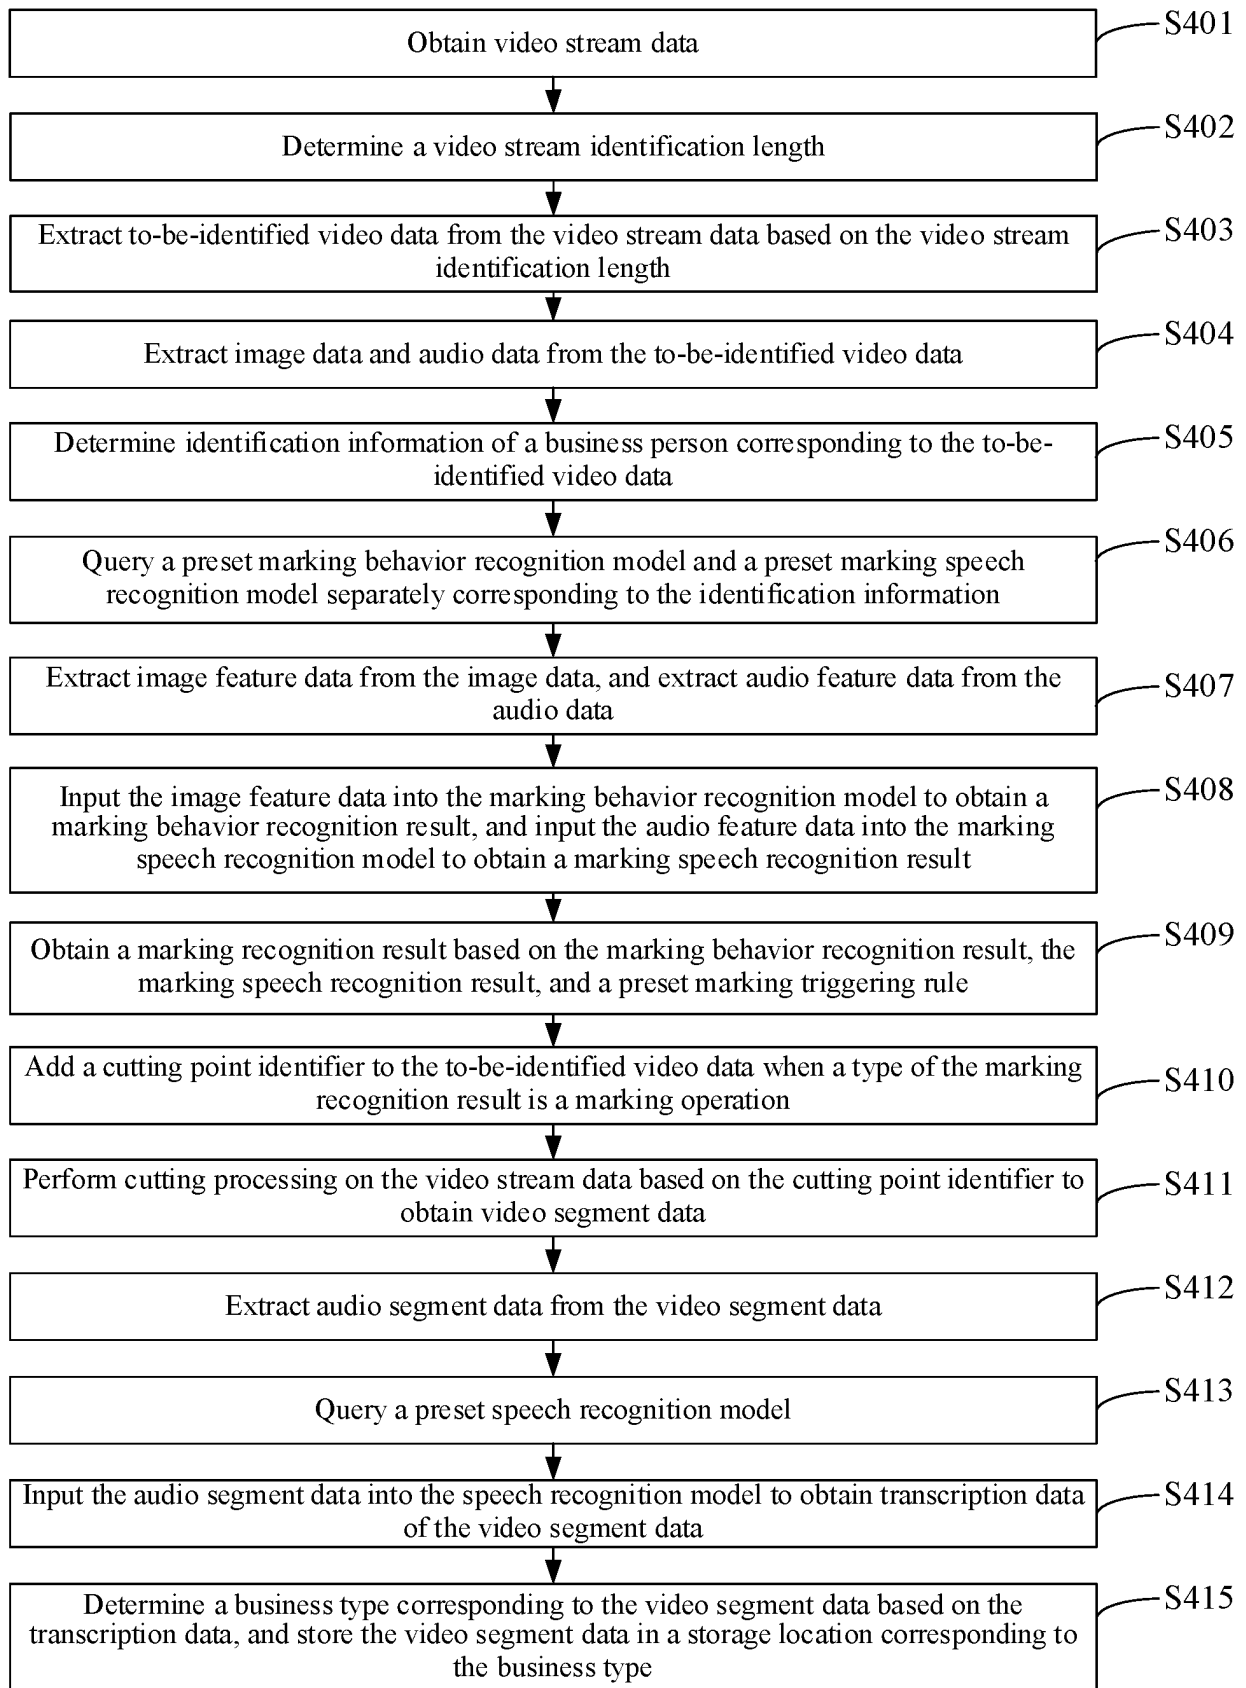 Obtain video stream data
S401
Determine a video stream identification length
S402
Extract to-be-identified video data from the video stream data based on the video stream
identification length
S403
Extract image data and audio data from the to-be-identified video data
S404
Determine identification information of a business person corresponding to the to-be-
identified video data
S405
Query a preset marking behavior recognition model and a preset marking speech
recognition model separately corresponding to the identification information
S406
Extract image feature data from the image data, and extract audio feature data from the
audio data
S407
Input the image feature data into the marking behavior recognition model to obtain a
marking behavior recognition result, and input the audio feature data into the marking
speech recognition model to obtain a marking speech recognition result
S408
Obtain a marking recognition result based on the marking behavior recognition result, the
marking speech recognition result, and a preset marking triggering rule
S409
Add a cutting point identifier to the to-be-identified video data when a type of the marking
recognition result is a marking operation
S410
Perform cutting processing on the video stream data based on the cutting point identifier to
obtain video segment data
S411
Extract audio segment data from the video segment data
S412
Query a preset speech recognition model
S413
Input the audio segment data into the speech recognition model to obtain transcription data
of the video segment data
S414
Determine a business type corresponding to the video segment data based on the
transcription data, and store the video segment data in a storage location corresponding to
the business type
S415